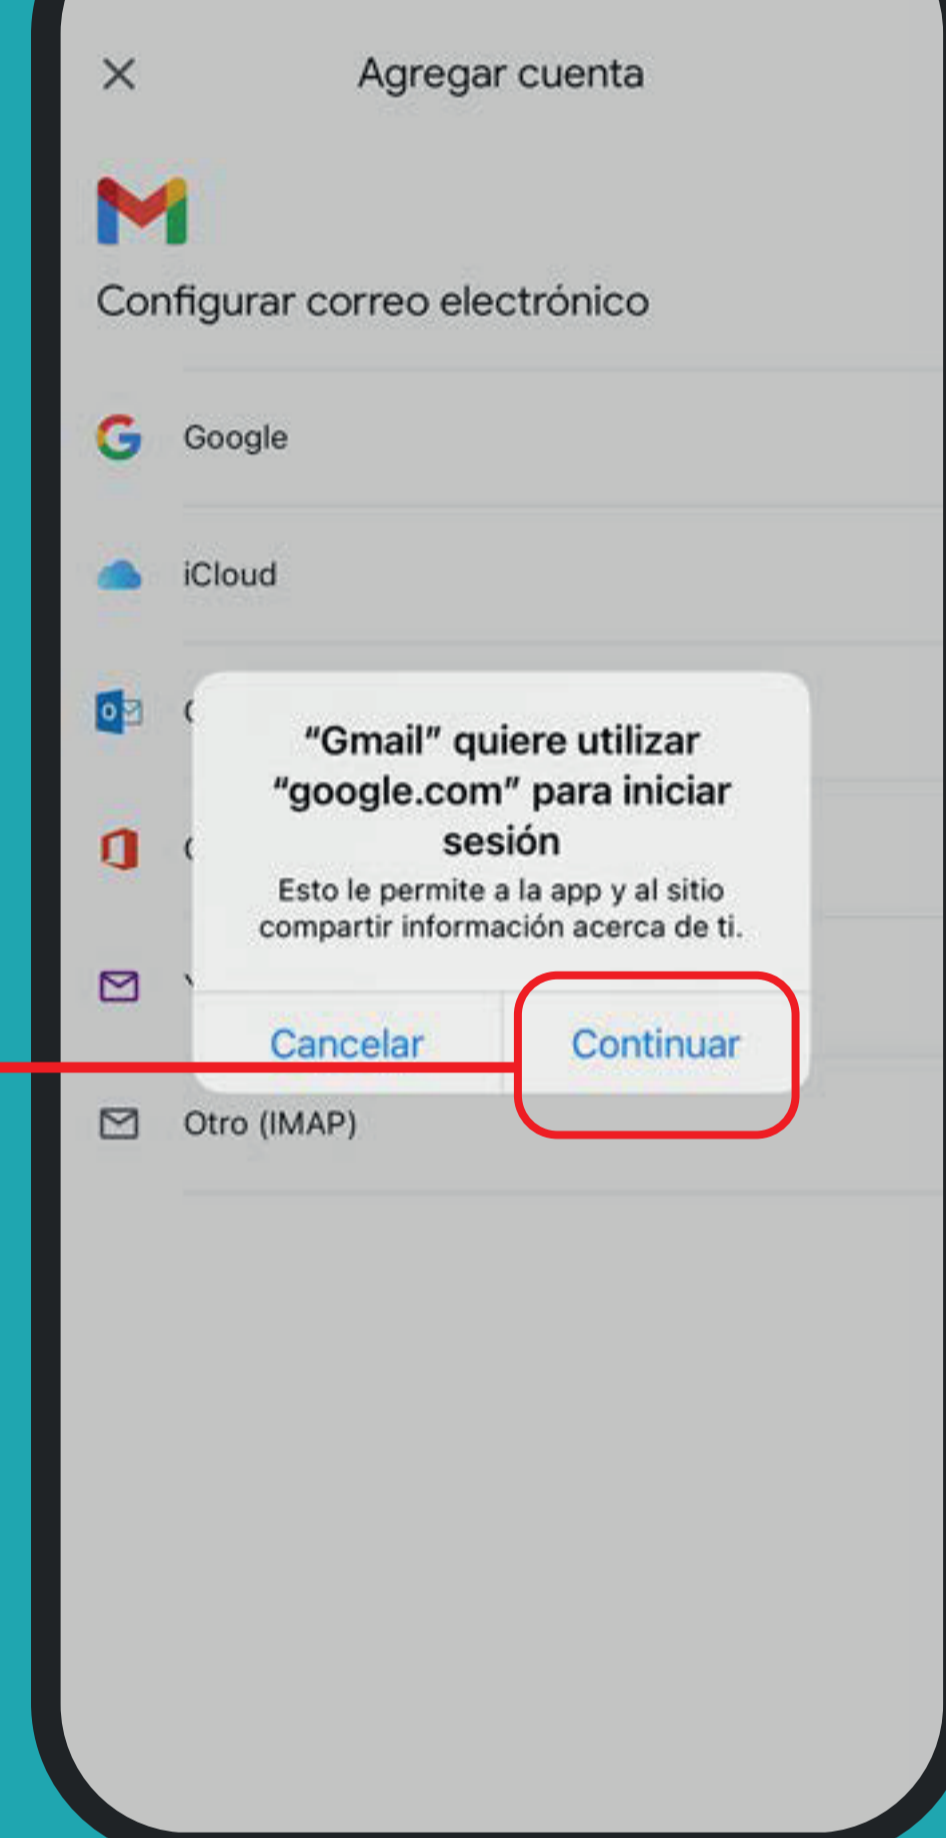 Agregar cuenta
Configurar correo electrónico
Google
iCloud
“Gmail” quiere utilizar
“google.com” para iniciar
sesión
Esto le permite a la app y al sitio
compartir información acerca de ti.
Cancelar
Continuar
Otro (IMAP)